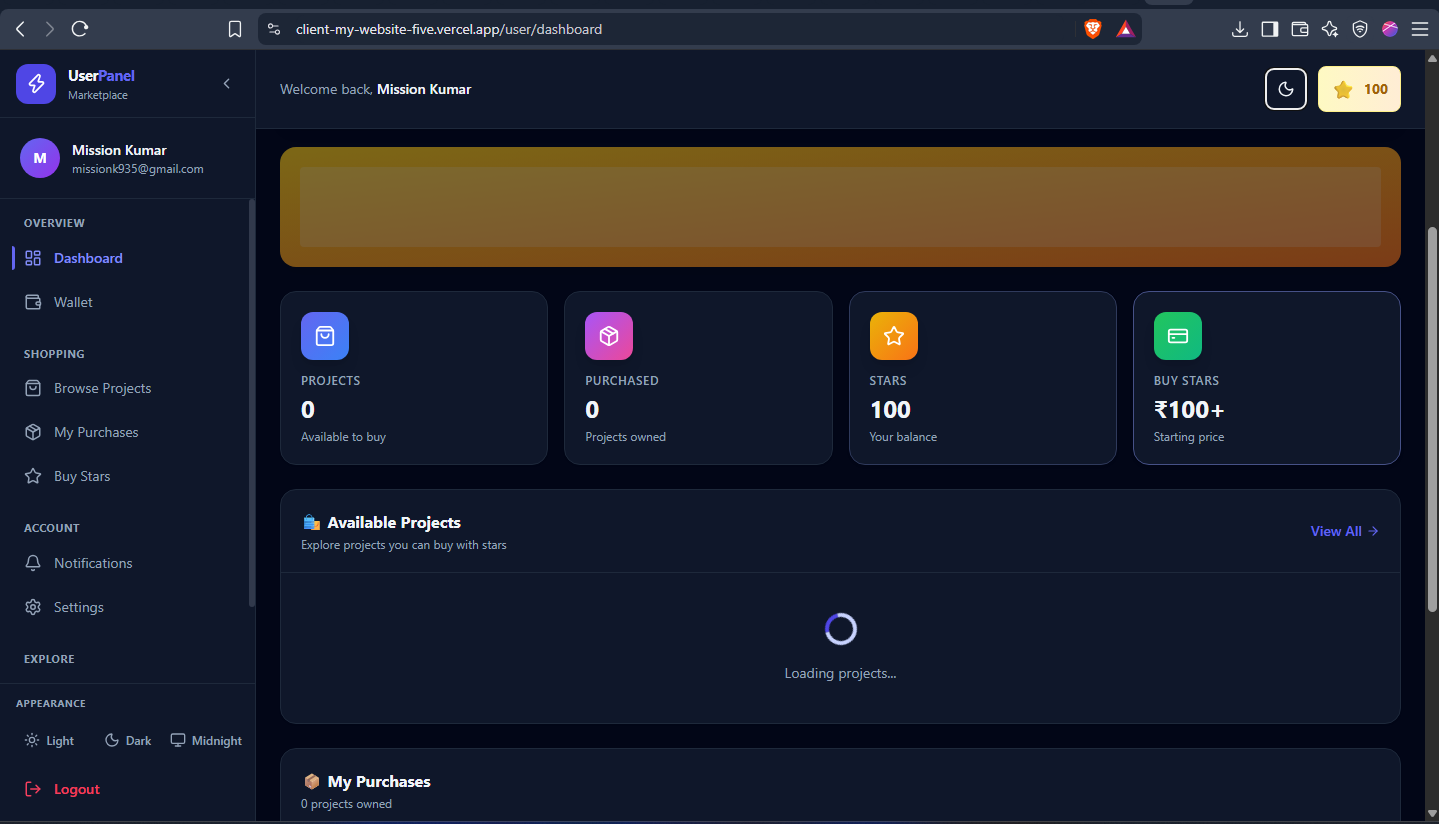 client-my-website-five.vercel.app/user/dashboard
UserPanel
Marketplace
M
Mission Kumar
missionk935@gmail.com
OVERVIEW
Dashboard
Wallet
SHOPPING
Browse Projects
My Purchases
Buy Stars
ACCOUNT
Notifications
Settings
EXPLORE
APPEARANCE
Light
Dark
Midnight
Logout
Welcome back, Mission Kumar
100
PROJECTS
0
Available to buy
PURCHASED
0
Projects owned
STARS
100
Your balance
BUY STARS
₹100+
Starting price
Available Projects
Explore projects you can buy with stars
View All
Loading projects...
My Purchases
0 projects owned